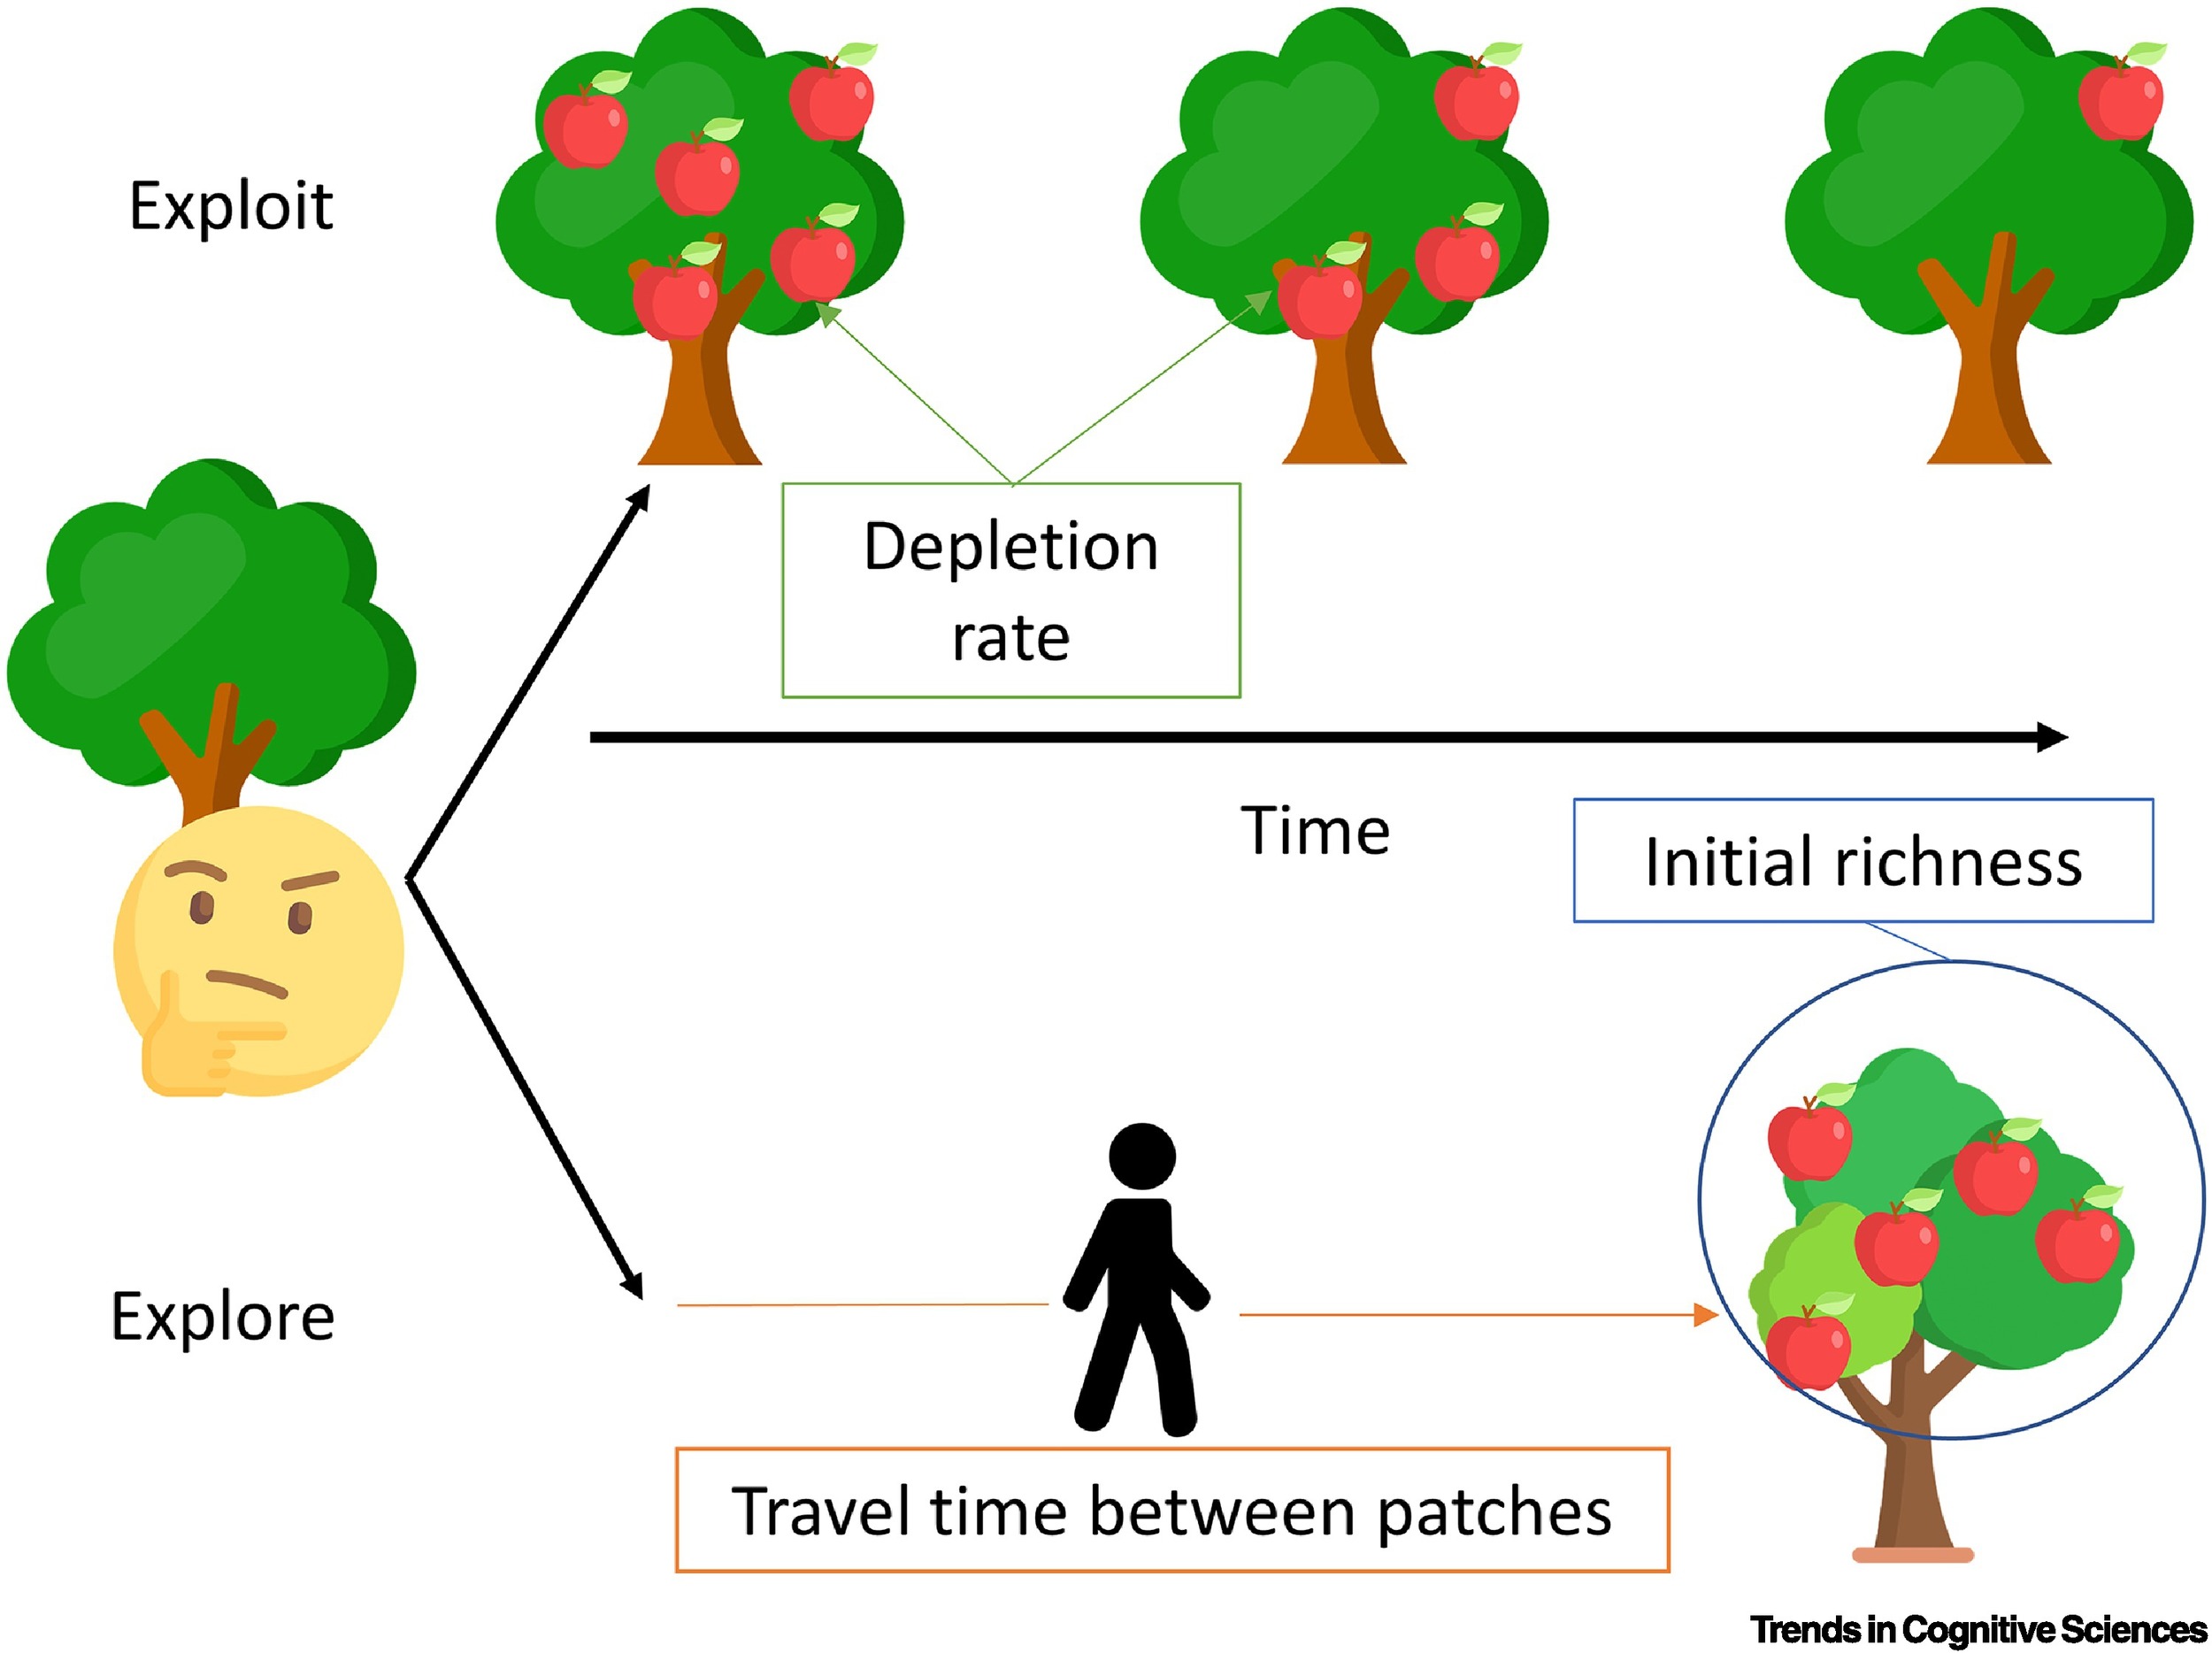 Exploit
Depletion
rate
Time
Initial richness
Explore
Travel time between patches
Trends in Cognitive Sciences